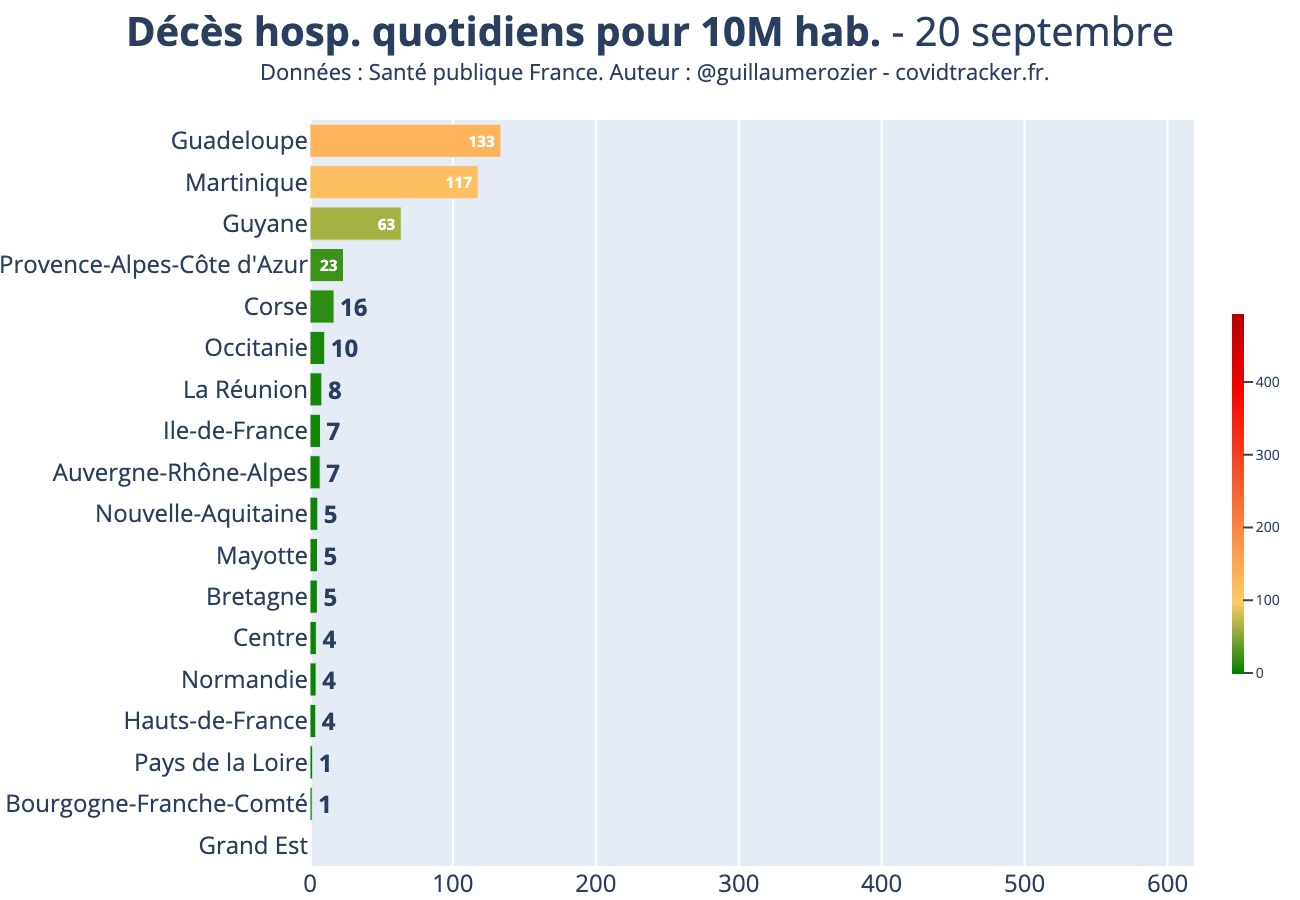 Décès hosp. quotidiens pour 10M hab. - 20 septembre
Données : Santé publique France. Auteur : @guillaumerozier - covidtracker.fr.
Guadeloupe 133
Martinique 117
Guyane 63
Provence-Alpes-Côte d'Azur 23
Corse 16
Occitanie 10
La Réunion 8
Ile-de-France 7
Auvergne-Rhône-Alpes 7
Nouvelle-Aquitaine 5
Mayotte 5
Bretagne 5
Centre 4
Normandie 4
Hauts-de-France 4
Pays de la Loire 1
Bourgogne-Franche-Comté 1
Grand Est
0 100 200 300 400 500 600
400
300
200
100
0